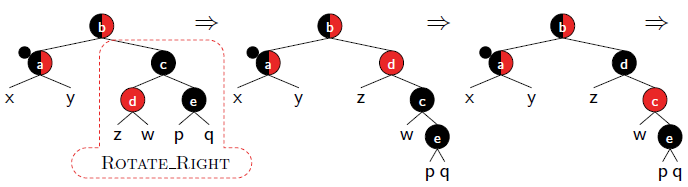 b ⇒ b ⇒ b ⇒
a c a d a d
d e c c
x y z w p q x y z w e x y z w e
p q p q
ROTATE_RIGHT